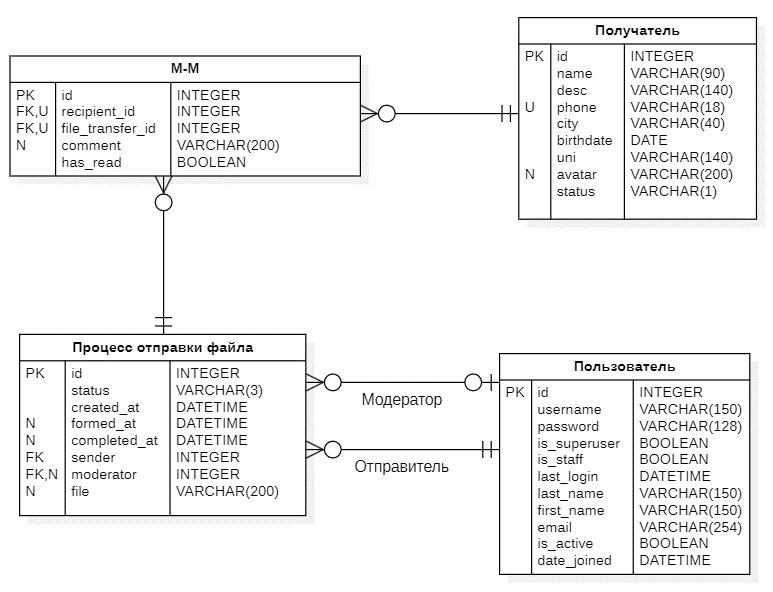 Получатель
PK id INTEGER
name VARCHAR(90)
desc VARCHAR(140)
U phone VARCHAR(18)
city VARCHAR(40)
birthdate DATE
uni VARCHAR(140)
N avatar VARCHAR(200)
status VARCHAR(1)
М-М
PK id INTEGER
FK,U recipient_id INTEGER
FK,U file_transfer_id INTEGER
N comment VARCHAR(200)
has_read BOOLEAN
Процесс отправки файла
PK id INTEGER
status VARCHAR(3)
created_at DATETIME
N formed_at DATETIME
N completed_at DATETIME
FK sender INTEGER
FK,N moderator INTEGER
N file VARCHAR(200)
Модератор
Отправитель
Пользователь
PK id INTEGER
username VARCHAR(150)
password VARCHAR(128)
is_superuser BOOLEAN
is_staff BOOLEAN
last_login DATETIME
last_name VARCHAR(150)
first_name VARCHAR(150)
email VARCHAR(254)
is_active BOOLEAN
date_joined DATETIME